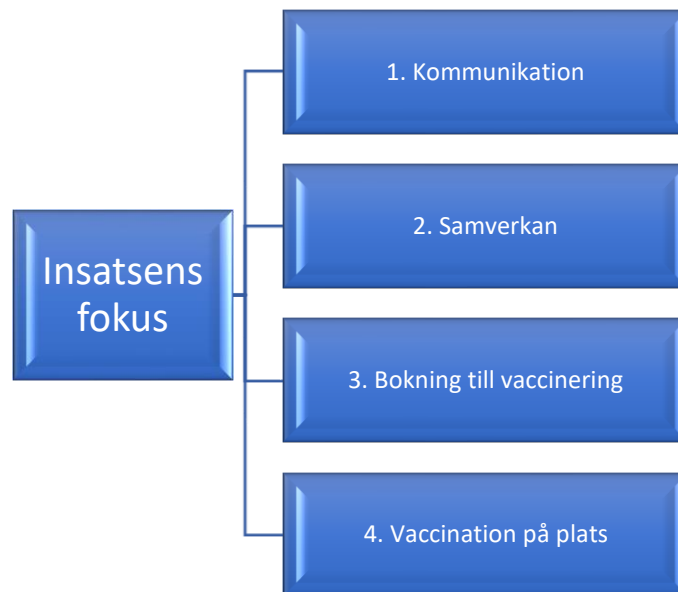 Insatsens
fokus
1. Kommunikation
2. Samverkan
3. Bokning till vaccinering
4. Vaccination på plats